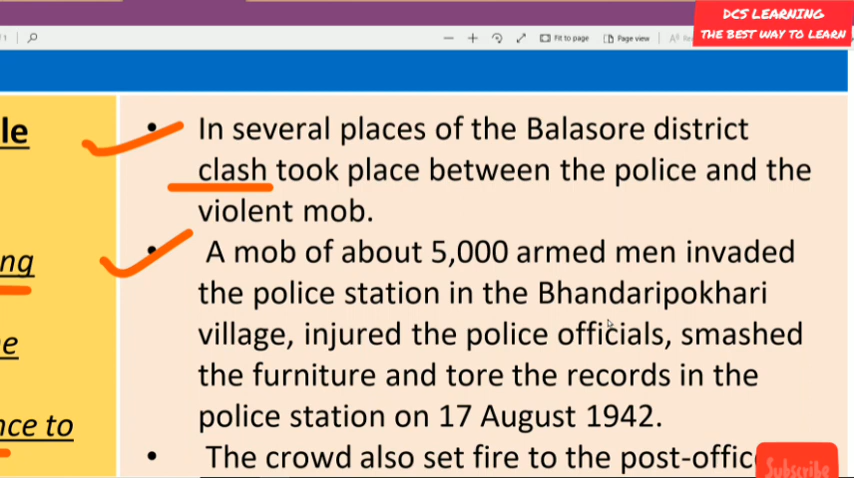 DCS LEARNING
THE BEST WAY TO LEARN
Fit to page
Page view
le
ng
e
nce to
• In several places of the Balasore district
clash took place between the police and the
violent mob.
• A mob of about 5,000 armed men invaded
the police station in the Bhandaripokhari
village, injured the police officials, smashed
the furniture and tore the records in the
police station on 17 August 1942.
• The crowd also set fire to the post-offic
Subscribe